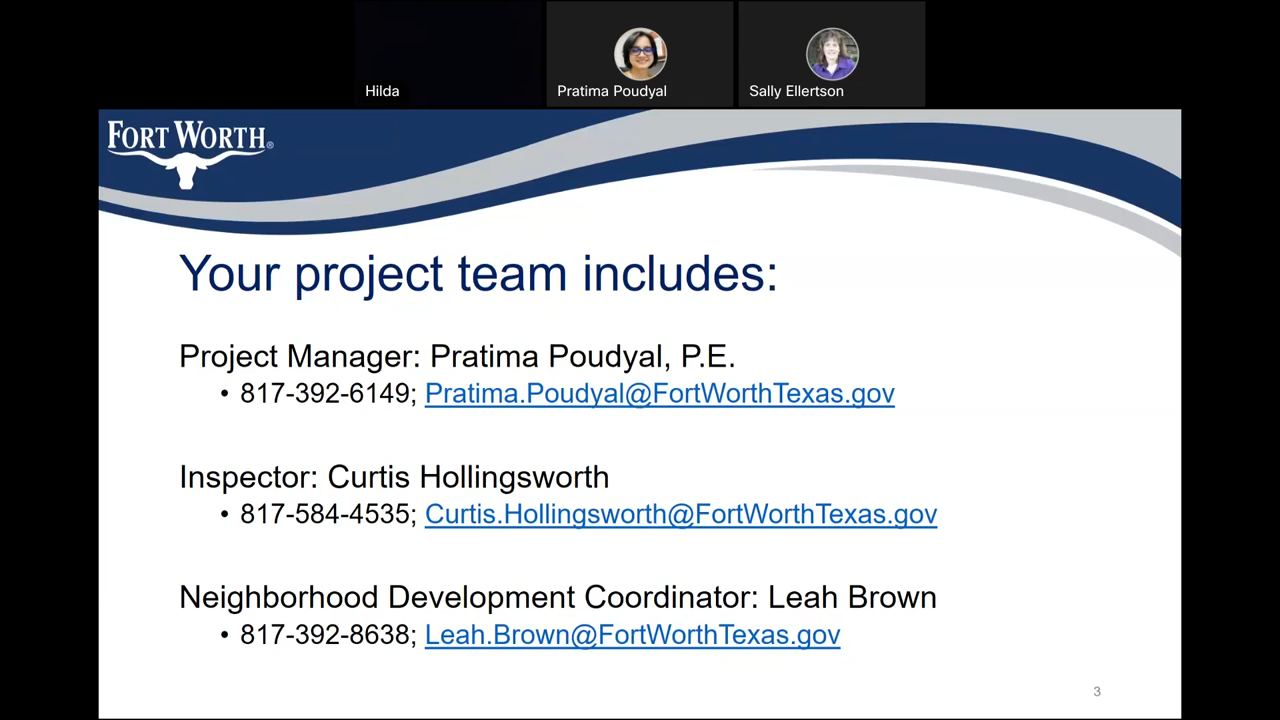 Hilda
Pratima Poudyal
Sally Ellertson
FORT WORTH®
Your project team includes:
Project Manager: Pratima Poudyal, P.E.
• 817-392-6149; Pratima.Poudyal@FortWorthTexas.gov
Inspector: Curtis Hollingsworth
• 817-584-4535; Curtis.Hollingsworth@FortWorthTexas.gov
Neighborhood Development Coordinator: Leah Brown
• 817-392-8638; Leah.Brown@FortWorthTexas.gov
3